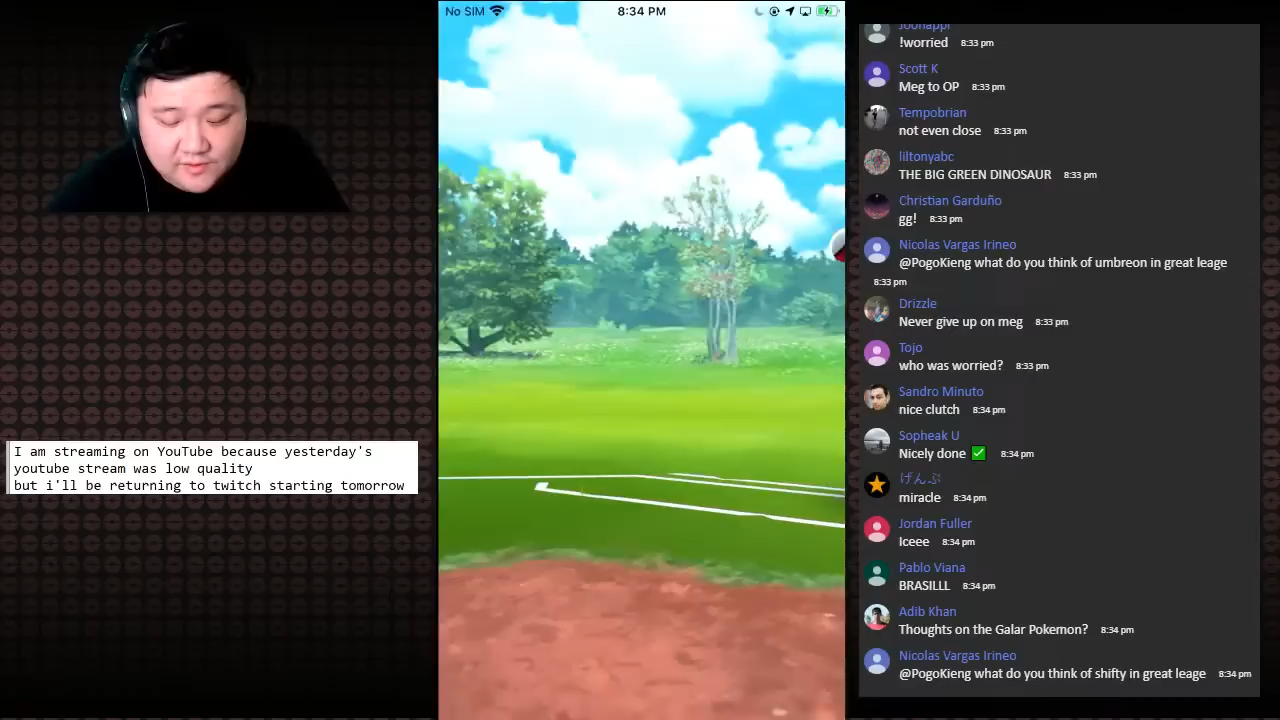 No SIM 8:34 PM
I am streaming on YouTube because yesterday's
youtube stream was low quality
but i'll be returning to twitch starting tomorrow
!worried 8:33 pm
Scott K
Meg to OP 8:33 pm
Tempobrian
not even close 8:33 pm
liltonyabc
THE BIG GREEN DINOSAUR 8:33 pm
Christian Garduño
gg! 8:33 pm
Nicolas Vargas Irineo
@PogoKieng what do you think of umbreon in great leage
8:33 pm
Drizzle
Never give up on meg 8:33 pm
Tojo
who was worried? 8:33 pm
Sandro Minuto
nice clutch 8:34 pm
Sopheak U
Nicely done ✅ 8:34 pm
げんぶ
miracle 8:34 pm
Jordan Fuller
Iceee 8:34 pm
Pablo Viana
BRASILLL 8:34 pm
Adib Khan
Thoughts on the Galar Pokemon? 8:34 pm
Nicolas Vargas Irineo
@PogoKieng what do you think of shifty in great leage 8:34 pm